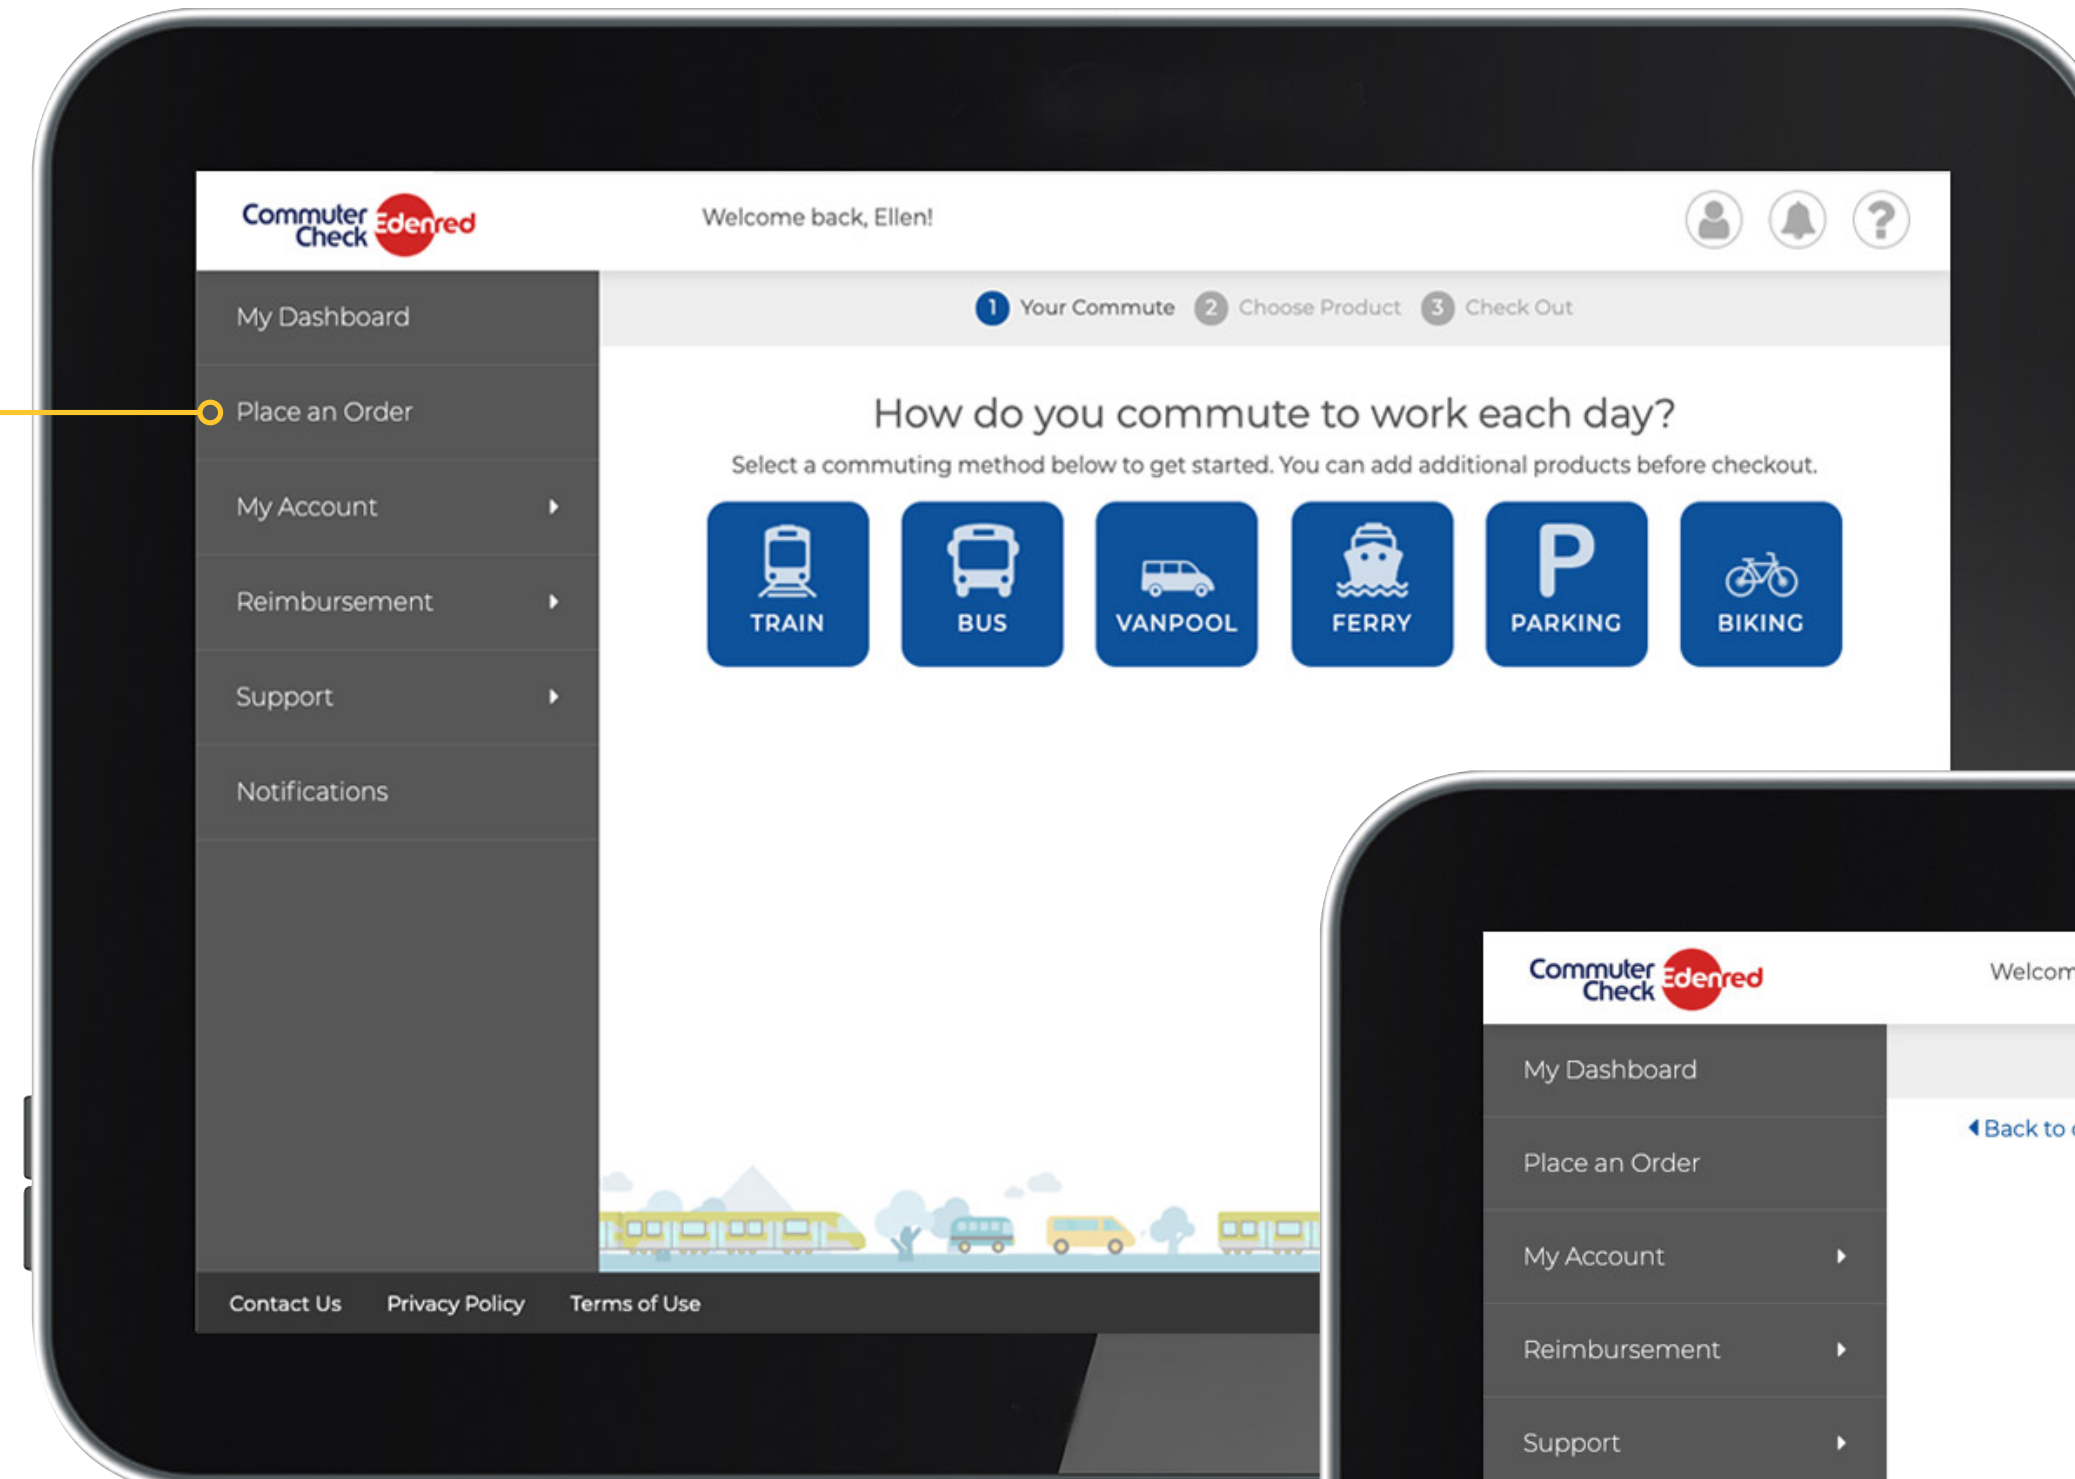 Commuter
Check Edenred
Welcome back, Ellen!
?
My Dashboard
Place an Order
My Account
Reimbursement
Support
Notifications
1 Your Commute 2 Choose Product 3 Check Out
How do you commute to work each day?
Select a commuting method below to get started. You can add additional products before checkout.
TRAIN
BUS
VANPOOL
FERRY
P
PARKING
BIKING
Contact Us Privacy Policy Terms of Use
Commuter
Check Edenred
Welcom
My Dashboard
Place an Order
My Account
Reimbursement
Support
Back to